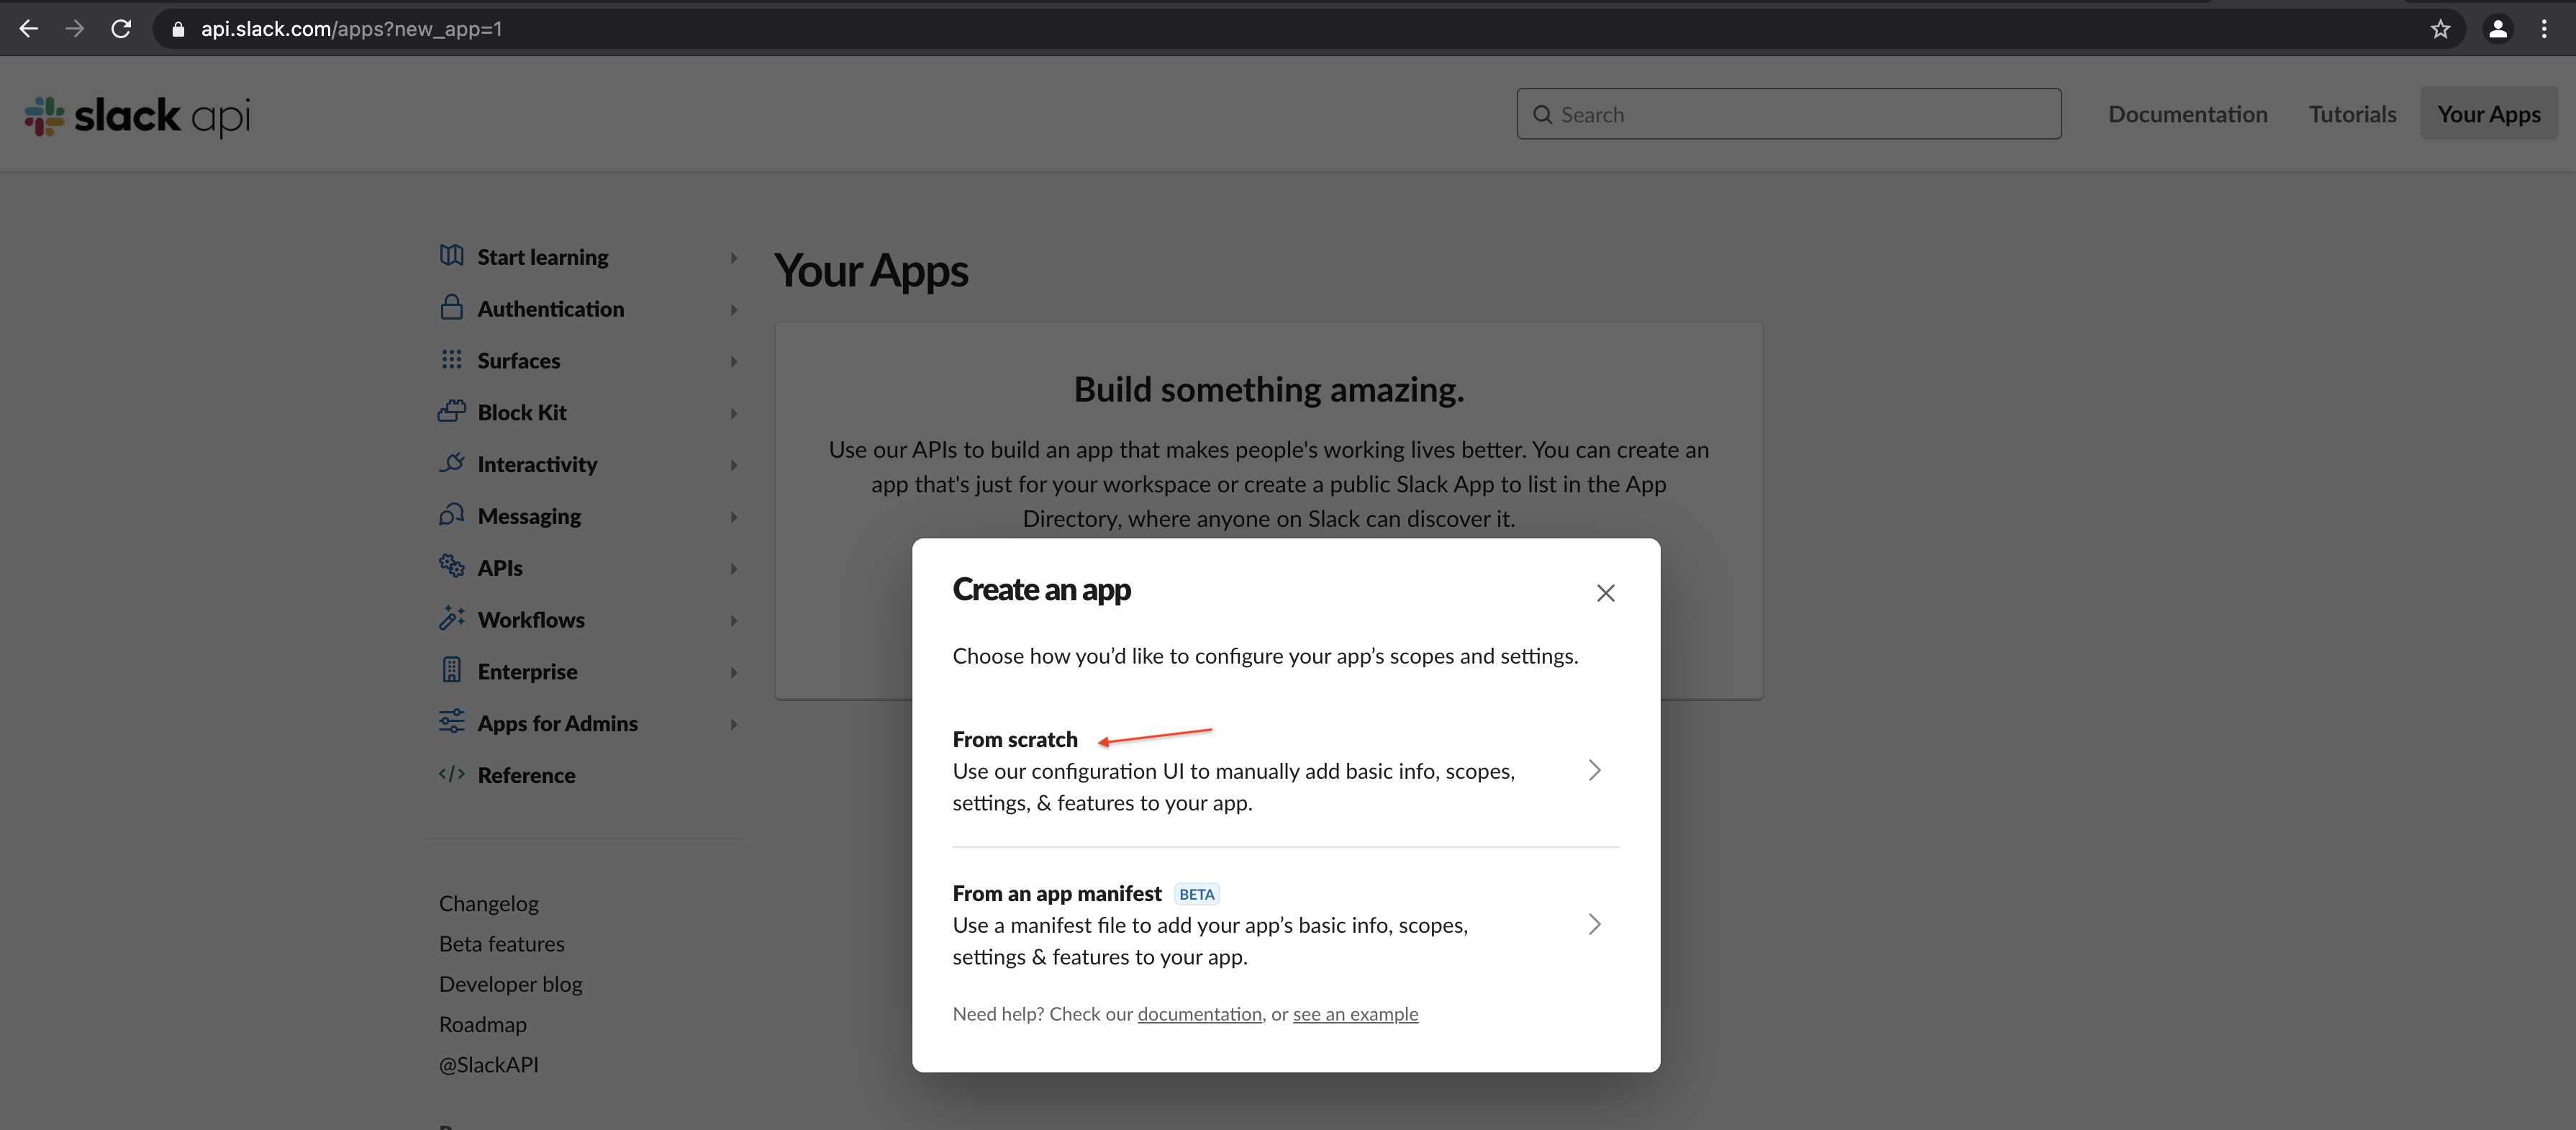 api.slack.com/apps?new_app=1
slack api
Search
Documentation
Tutorials
Your Apps
Start learning
Authentication
Surfaces
Block Kit
Interactivity
Messaging
APIs
Workflows
Enterprise
Apps for Admins
</> Reference
Changelog
Beta features
Developer blog
Roadmap
@SlackAPI
Your Apps
Build something amazing.
Use our APIs to build an app that makes people's working lives better. You can create an
app that's just for your workspace or create a public Slack App to list in the App
Directory, where anyone on Slack can discover it.
Create an app
Choose how you’d like to configure your app’s scopes and settings.
From scratch
Use our configuration UI to manually add basic info, scopes,
settings, & features to your app.
From an app manifest BETA
Use a manifest file to add your app’s basic info, scopes,
settings & features to your app.
Need help? Check our documentation, or see an example